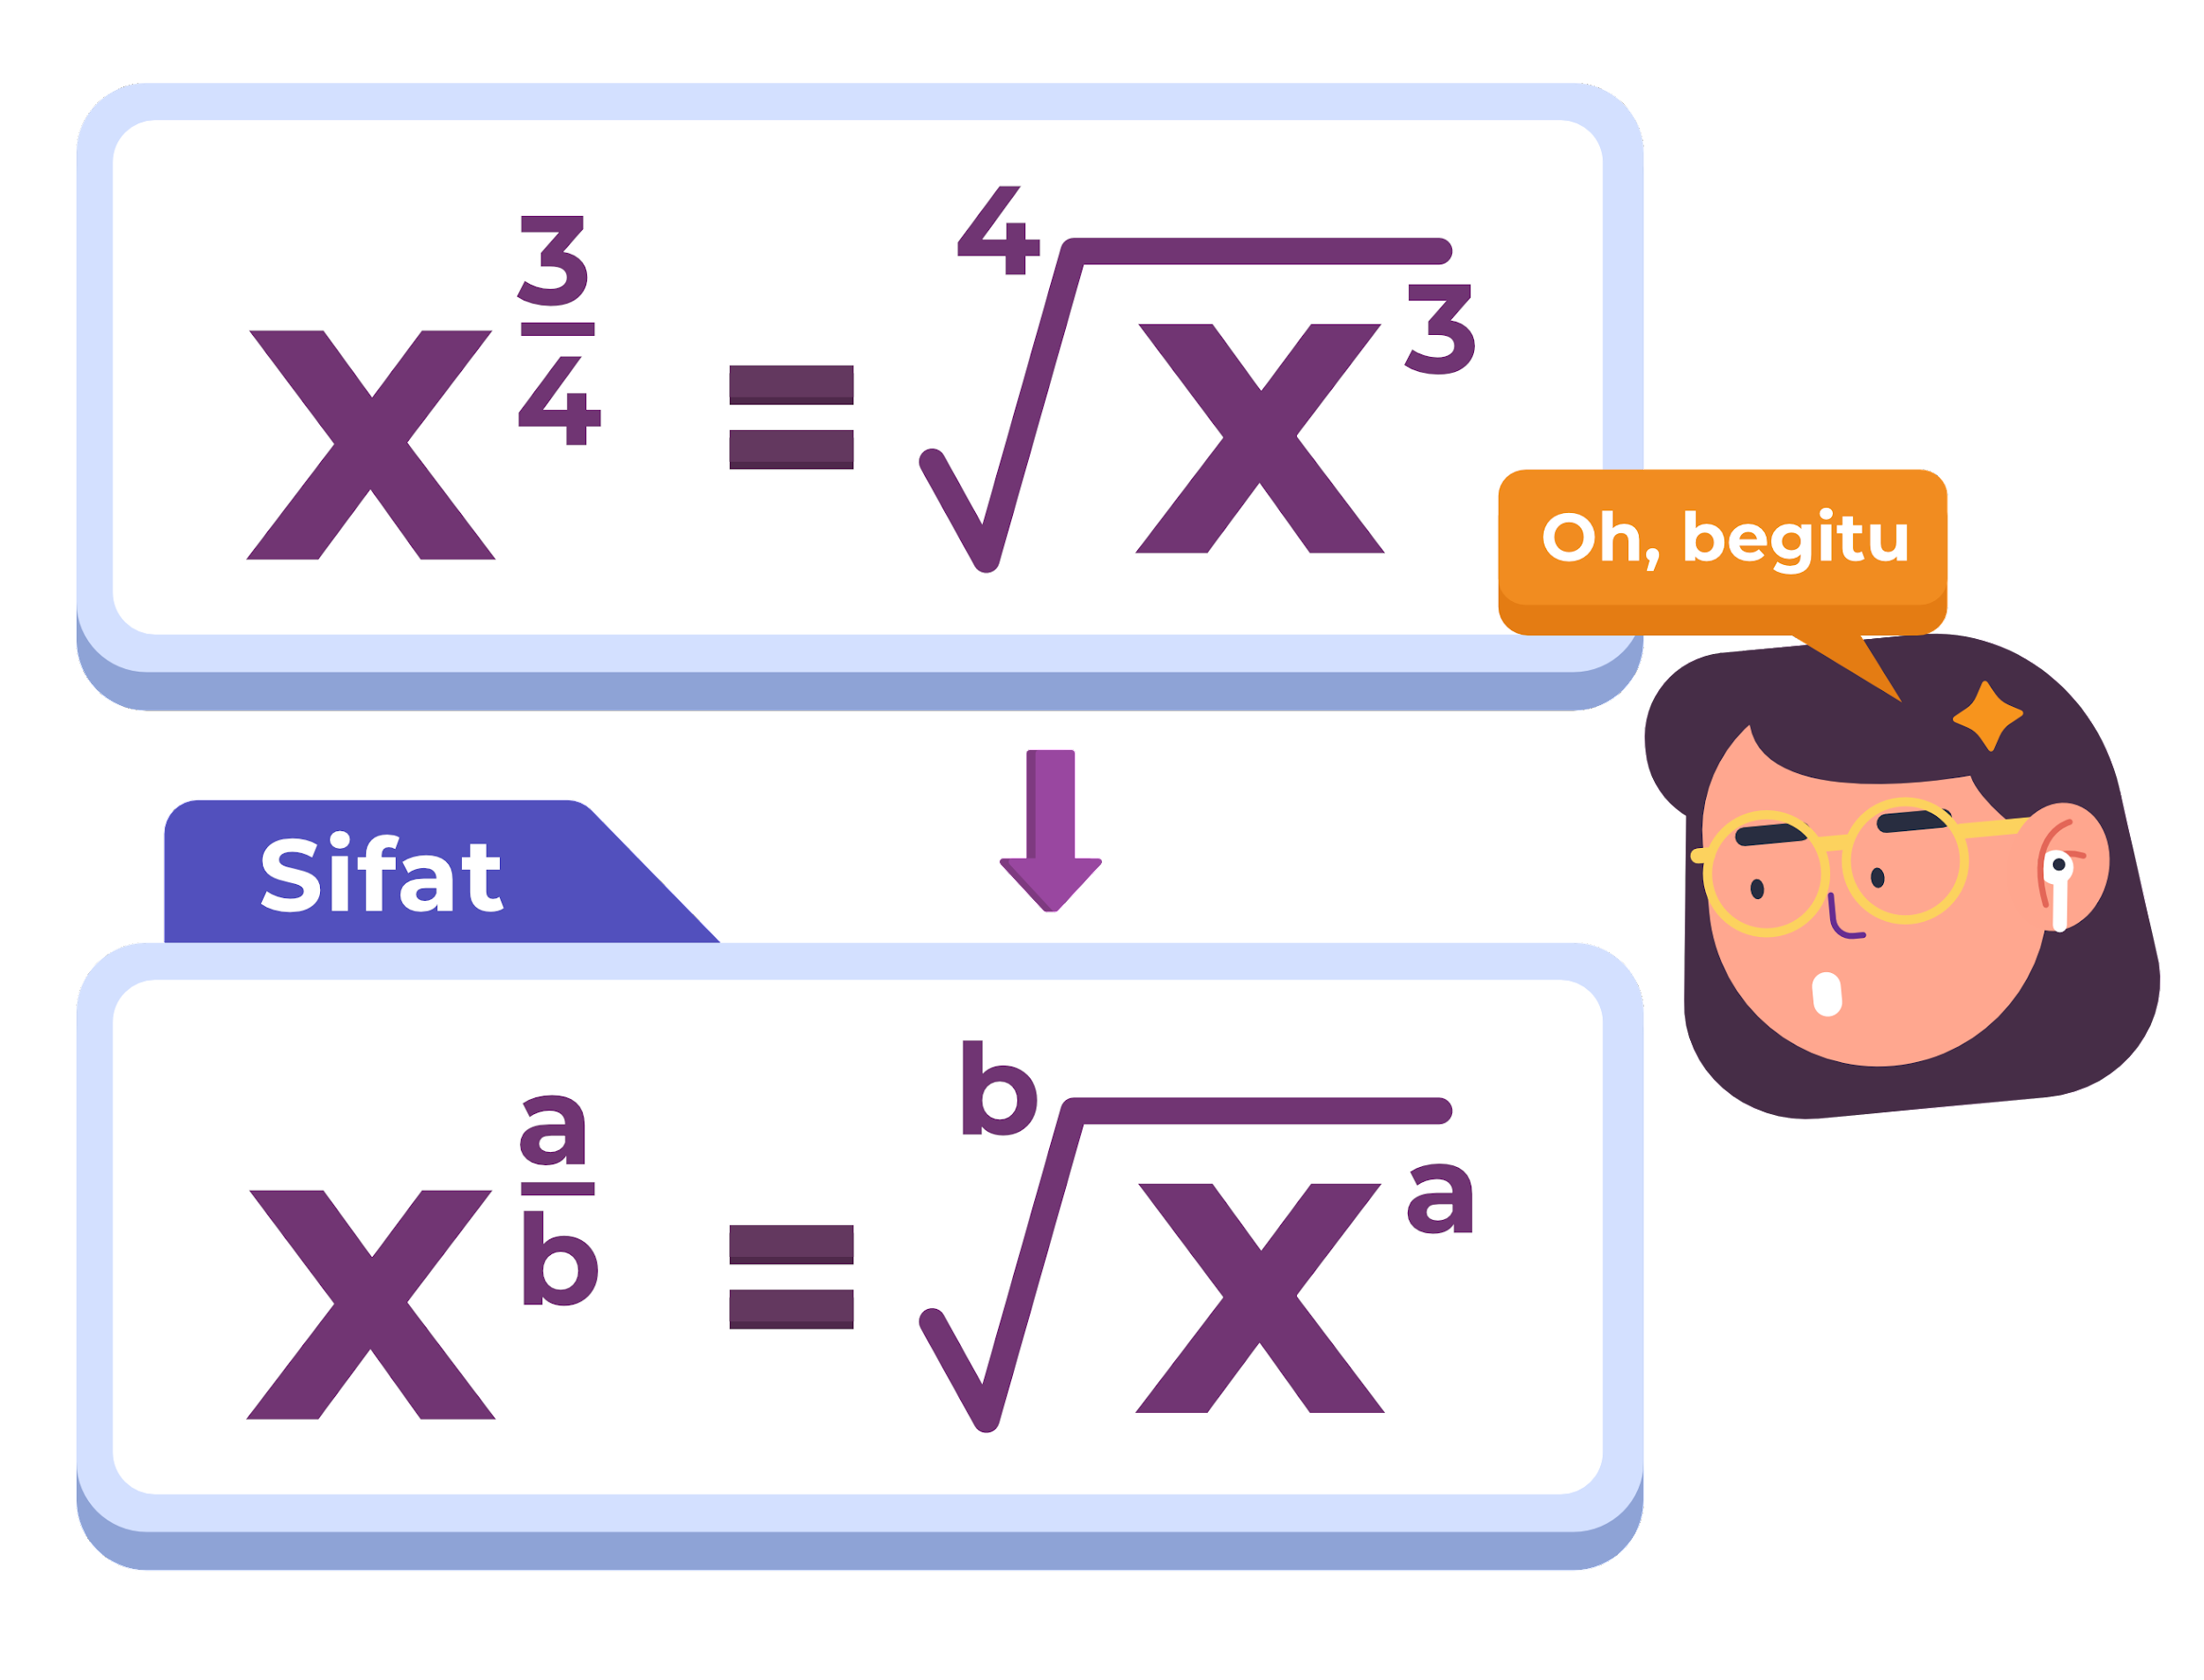 x^(3/4) = ⁴√x³
Oh, begitu
Sifat
x^(a/b) = ᵇ√xᵃ